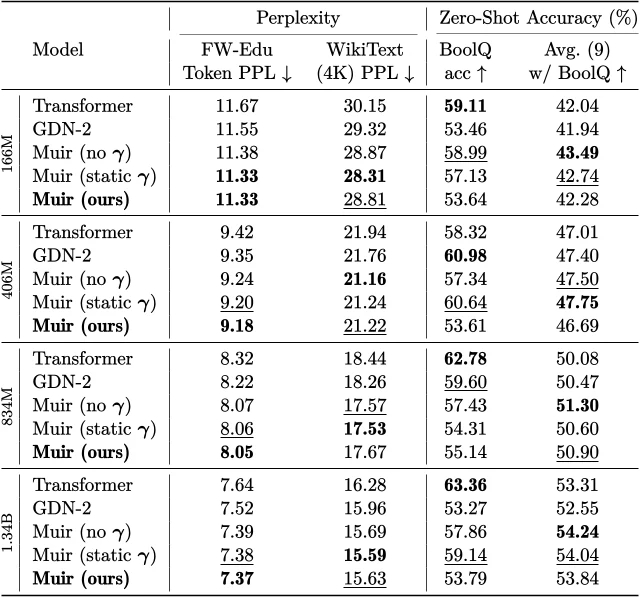 Perplexity Zero-Shot Accuracy (%)
Model FW-Edu WikiText BoolQ Avg. (9)
Token PPL ↓ (4K) PPL ↓ acc ↑ w/ BoolQ ↑
166M
Transformer 11.67 30.15 59.11 42.04
GDN-2 11.55 29.32 53.46 41.94
Muir (no γ) 11.38 28.87 58.99 43.49
Muir (static γ) 11.33 28.31 57.13 42.74
Muir (ours) 11.33 28.81 53.64 42.28
406M
Transformer 9.42 21.94 58.32 47.01
GDN-2 9.35 21.76 60.98 47.40
Muir (no γ) 9.24 21.16 57.34 47.50
Muir (static γ) 9.20 21.24 60.64 47.75
Muir (ours) 9.18 21.22 53.61 46.69
834M
Transformer 8.32 18.44 62.78 50.08
GDN-2 8.22 18.26 59.60 50.47
Muir (no γ) 8.07 17.57 57.43 51.30
Muir (static γ) 8.06 17.53 54.31 50.60
Muir (ours) 8.05 17.67 55.14 50.90
1.34B
Transformer 7.64 16.28 63.36 53.31
GDN-2 7.52 15.96 53.27 52.55
Muir (no γ) 7.39 15.69 57.86 54.24
Muir (static γ) 7.38 15.59 59.14 54.04
Muir (ours) 7.37 15.63 53.79 53.84